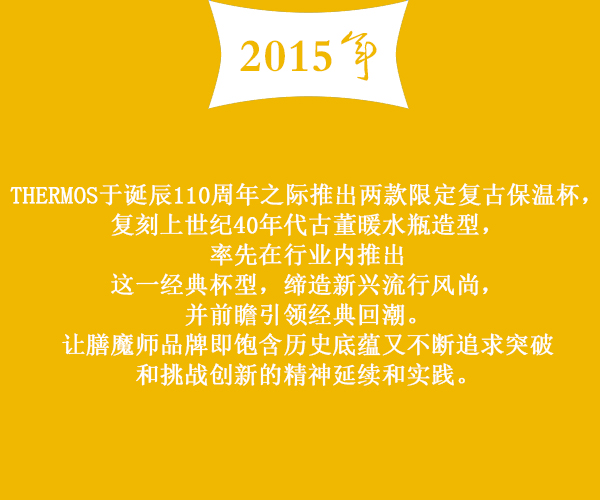 2015年
THERMOS于诞辰110周年之际推出两款限定复古保温杯，
复刻上世纪40年代古董暖水瓶造型，
率先在行业内推出
这一经典杯型，缔造新兴流行风尚，
并前瞻引领经典回潮。
让膳魔师品牌即饱含历史底蕴又不断追求突破
和挑战创新的精神延续和实践。